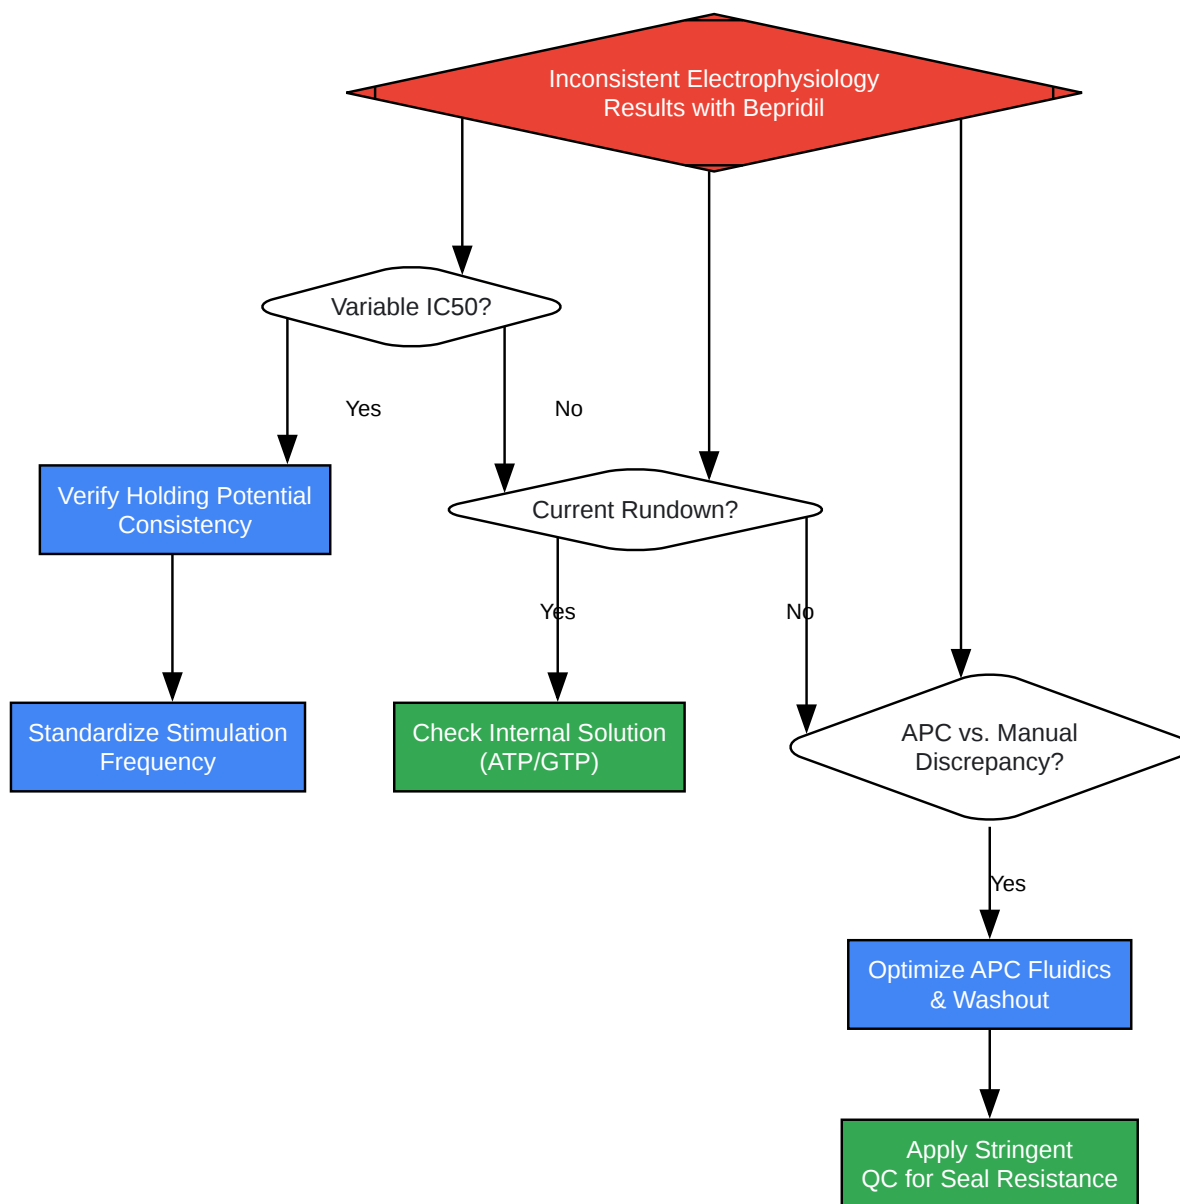 Inconsistent Electrophysiology
Results with Bepridil
Variable IC50?
Yes
No
Verify Holding Potential
Consistency
Current Rundown?
Yes
No
Standardize Stimulation
Frequency
Check Internal Solution
(ATP/GTP)
APC vs. Manual
Discrepancy?
Yes
Optimize APC Fluidics
& Washout
Apply Stringent
QC for Seal Resistance